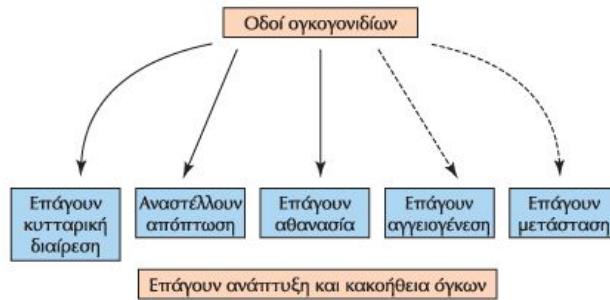 Οδοί ογκογονιδίων
Επάγουν
κυτταρική
διαίρεση
Αναστέλλουν
απόπτωση
Επάγουν
αθανασία
Επάγουν
αγγειογένεση
Επάγουν
μετάσταση
Επάγουν ανάπτυξη και κακοήθεια όγκων